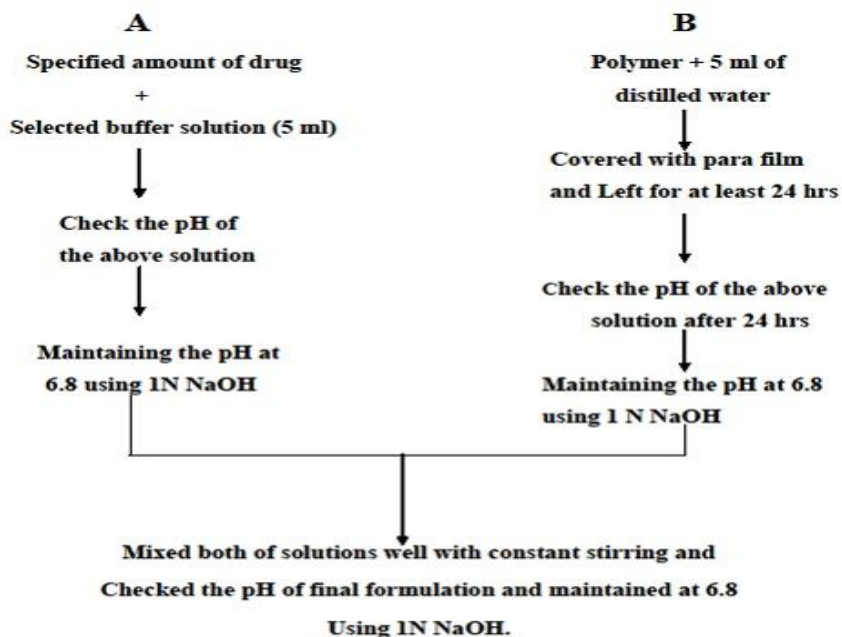 A
Specified amount of drug
+
Selected buffer solution (5 ml)
Check the pH of
the above solution
Maintaining the pH at
6.8 using 1N NaOH
B
Polymer + 5 ml of
distilled water
Covered with para film
and Left for at least 24 hrs
Check the pH of the above
solution after 24 hrs
Maintaining the pH at 6.8
using 1 N NaOH
Mixed both of solutions well with constant stirring and
Checked the pH of final formulation and maintained at 6.8
Using 1N NaOH.